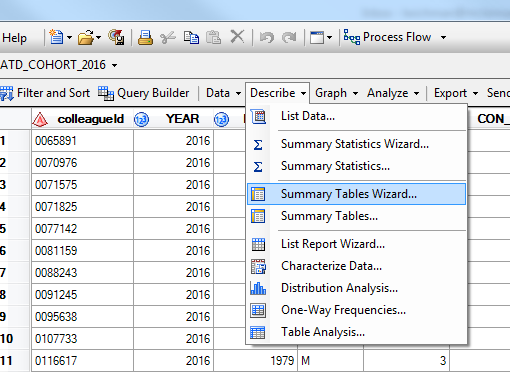 Help Process Flow
ATD_COHORT_2016
Filter and Sort Query Builder Data Describe Graph Analyze Export Send
colleagueId YEAR CON_
1 0065891 2016
2 0070976 2016
3 0071575 2016
4 0071825 2016
5 0077142 2016
6 0081159 2016
7 0088243 2016
8 0091245 2016
9 0095638 2016
10 0107733 2016
11 0116617 2016 1979 M 3
List Data...
Summary Statistics Wizard...
Summary Statistics...
Summary Tables Wizard...
Summary Tables...
List Report Wizard...
Characterize Data...
Distribution Analysis...
One-Way Frequencies...
Table Analysis...